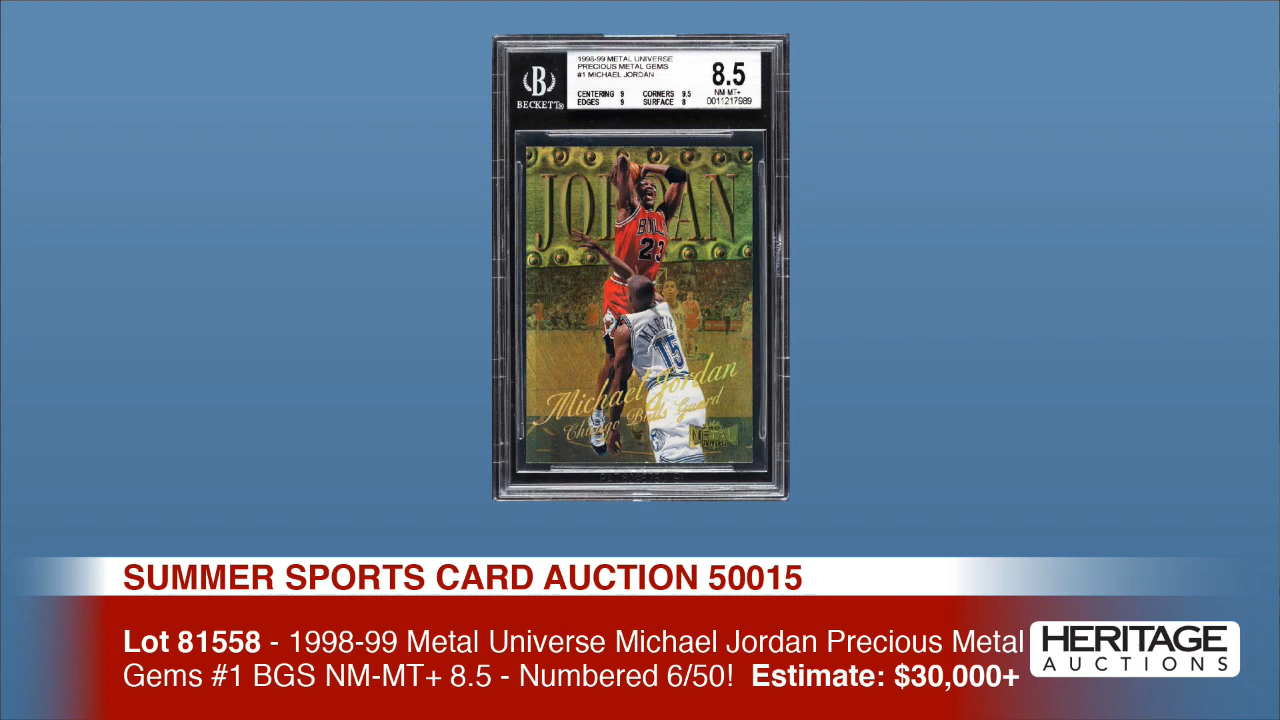 1998-99 METAL UNIVERSE
PRECIOUS METAL GEMS
#1 MICHAEL JORDAN
8.5
NM-MT+
CENTERING 9 CORNERS 9.5
EDGES 9 SURFACE 8
0011217989
B
BECKETT®
JORDAN
BULLS
23
MARTIN
15
Michael Jordan
Chicago Bulls Guard
METAL
UNIVERSE
SUMMER SPORTS CARD AUCTION 50015
Lot 81558 - 1998-99 Metal Universe Michael Jordan Precious Metal
Gems #1 BGS NM-MT+ 8.5 - Numbered 6/50! Estimate: $30,000+
HERITAGE
AUCTIONS